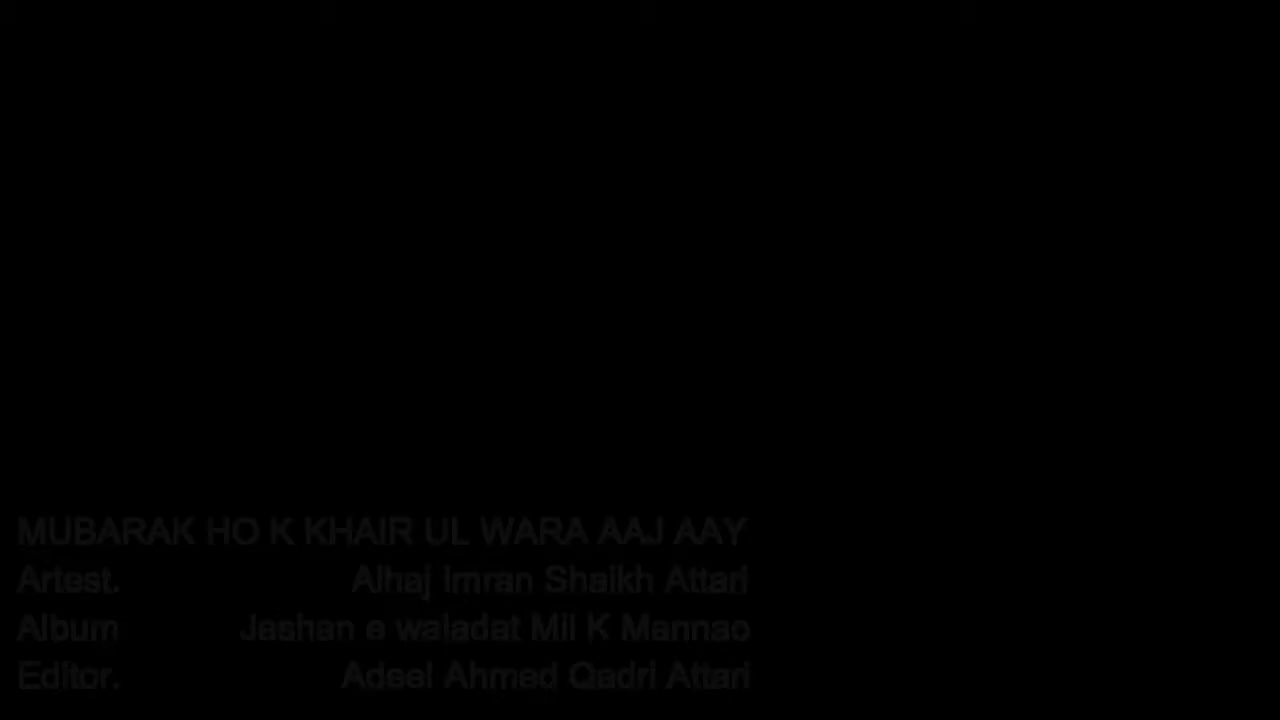 MUBARAK HO K KHAIR UL WARA AAJ AAY
Artest. Alhaj Imran Shaikh Attari
Album Jashan e waladat Mil K Mannao
Editor. Adeel Ahmed Qadri Attari